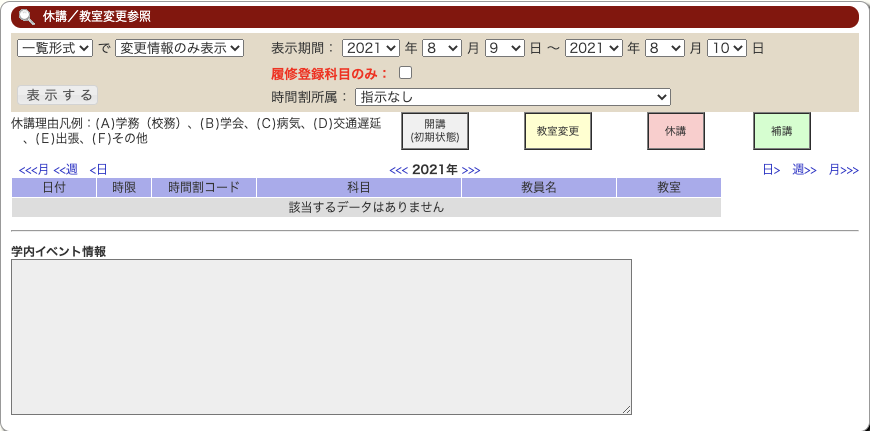 休講／教室変更参照
一覧形式 で 変更情報のみ表示 表示期間： 2021 年 8 月 9 日 ～ 2021 年 8 月 10 日
履修登録科目のみ：
表 示 す る 時間割所属： 指示なし
休講理由凡例：(A)学務（校務）、(B)学会、(C)病気、(D)交通遅延
、(E)出張、(F)その他
開講
(初期状態)
教室変更
休講
補講
<<<月 <<週 <日 <<< 2021年 >>> 日> 週>> 月>>>
日付 時限 時間割コード 科目 教員名 教室
該当するデータはありません
学内イベント情報